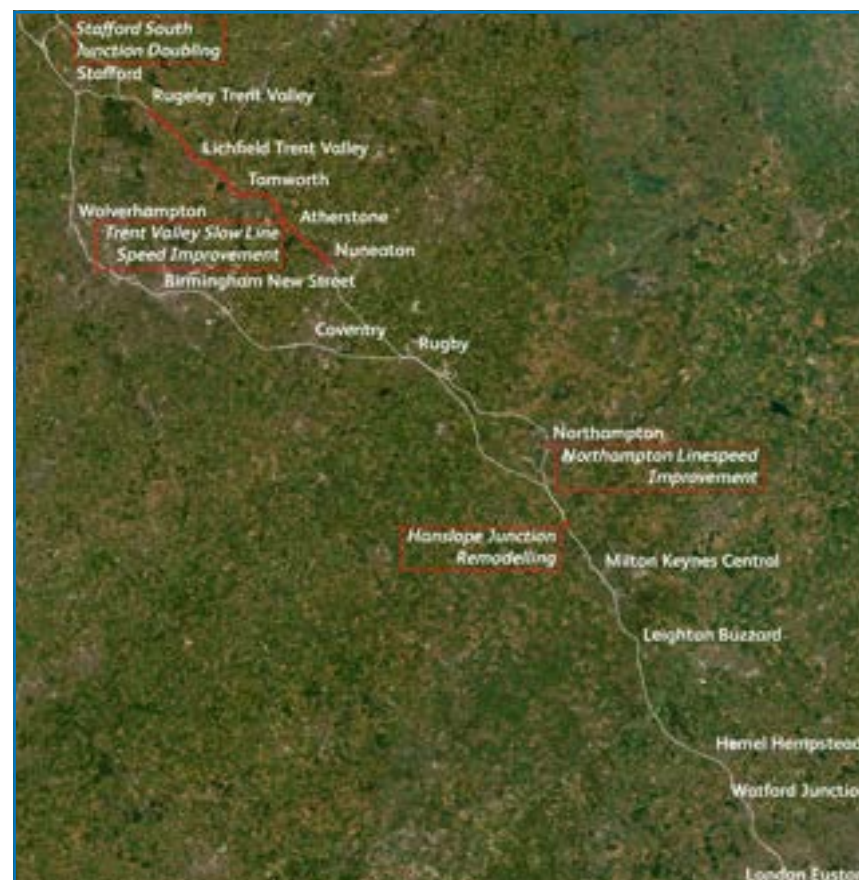 Stafford South
Junction Doubling
Stafford
Rugeley Trent Valley
Lichfield Trent Valley
Tamworth
Wolverhampton
Atherstone
Trent Valley Slow Line
Speed Improvement
Nuneaton
Birmingham New Street
Coventry
Rugby
Northampton
Northampton Linespeed
Improvement
Hanslope Junction
Remodelling
Milton Keynes Central
Leighton Buzzard
Hemel Hempstead
Watford Junctio
London Eusto